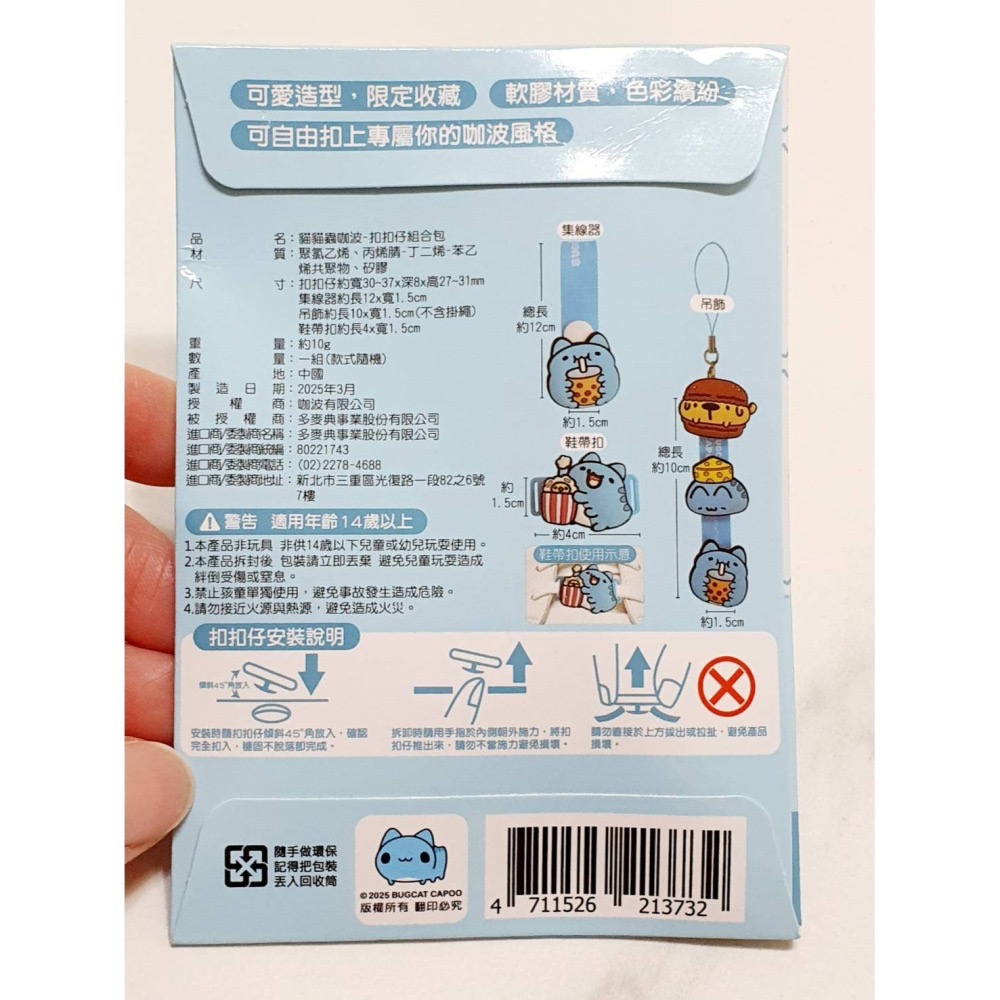 可愛造型,限定收藏 軟膠材質,色彩繽紛
可自由扣上專屬你的咖波風格
品名:貓貓蟲咖波-扣扣仔組合包
材質:聚氯乙烯、丙烯腈-丁二烯-苯乙
烯共聚物、矽膠
尺寸:扣扣仔約寬30-37x深8x高27-31mm
集線器約長12x寬1.5cm
吊飾約長10x寬1.5cm(不含掛繩)
鞋帶扣約長4x寬1.5cm
重量:約10g
數量:一組(款式隨機)
產地:中國
製造日期:2025年3月
授權商:咖波有限公司
被授權商:多麥典事業股份有限公司
進口商/委製商名稱:多麥典事業股份有限公司
進口商/委製商統編:80221743
進口商/委製商電話:(02)2278-4688
進口商/委製商地址:新北市三重區光復路一段82之6號
7樓
集線器
總長
約12cm
約1.5cm
鞋帶扣
約
1.5cm
約4cm
鞋帶扣使用示意
吊飾
總長
約10cm
約1.5cm
警告 適用年齡14歲以上
1.本產品非玩具 非供14歲以下兒童或幼兒玩耍使用。
2.本產品拆封後 包裝請立即丟棄 避免兒童玩耍造成
絆倒受傷或窒息。
3.禁止孩童單獨使用,避免事故發生造成危險。
4.請勿接近火源與熱源,避免造成火災。
扣扣仔安裝說明
傾斜45°角放入
安裝時請扣扣仔傾斜45°角放入,確認
完全扣入,穩固不脫落即完成。
拆卸時請用手指於內側朝外施力,將扣
扣仔推出來,請勿不當施力避免損壞。
請勿直接於上方拔出或拉扯,避免產品
損壞。
隨手做環保
記得把包裝
丟入回收筒
©2025 BUGCAT CAPOO
版權所有 翻印必究
4 711526 213732